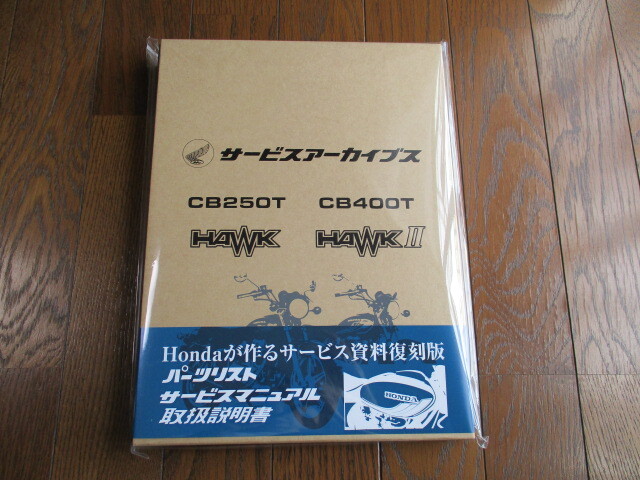 サービスアーカイブス
CB250T CB400T
HAWK HAWK II
Hondaが作るサービス資料復刻版
パーツリスト
サービスマニュアル
取扱説明書
HONDA